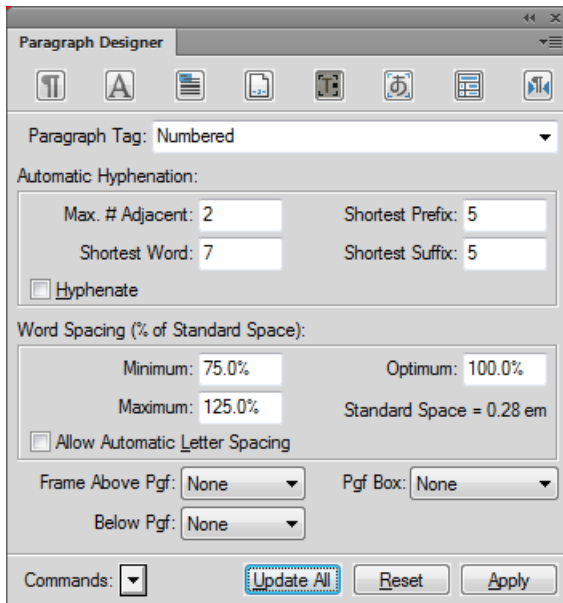 Paragraph Designer
Paragraph Tag: Numbered
Automatic Hyphenation:
Max. # Adjacent: 2 Shortest Prefix: 5
Shortest Word: 7 Shortest Suffix: 5
Hyphenate
Word Spacing (% of Standard Space):
Minimum: 75.0% Optimum: 100.0%
Maximum: 125.0% Standard Space = 0.28 em
Allow Automatic Letter Spacing
Frame Above Pgf: None Pgf Box: None
Below Pgf: None
Commands: Update All Reset Apply